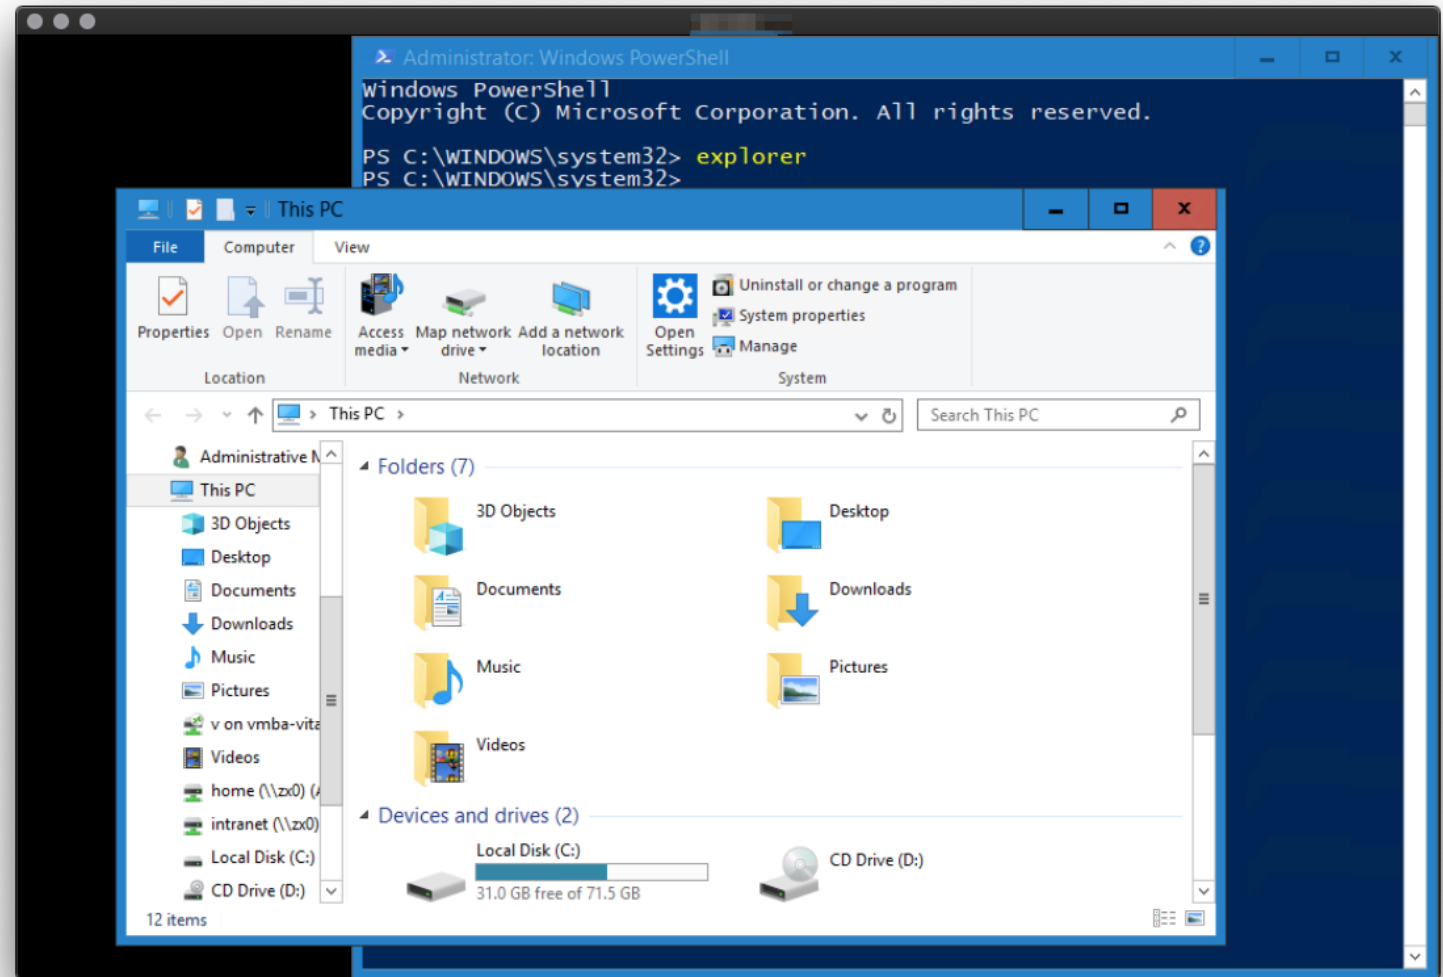 Administrator: Windows PowerShell
Windows PowerShell
Copyright (C) Microsoft Corporation. All rights reserved.
PS C:\WINDOWS\system32> explorer
PS C:\WINDOWS\system32>
This PC
File Computer View
Properties Open Rename
Access media
Map network drive
Add a network location
Open Settings
Uninstall or change a program
System properties
Manage
Location Network System
This PC
Search This PC
Administrative
This PC
3D Objects
Desktop
Documents
Downloads
Music
Pictures
v on vmba-vita
Videos
home (\\zx0)
intranet (\\zx0)
Local Disk (C:)
CD Drive (D:)
Folders (7)
3D Objects
Desktop
Documents
Downloads
Music
Pictures
Videos
Devices and drives (2)
Local Disk (C:)
31.0 GB free of 71.5 GB
CD Drive (D:)
12 items